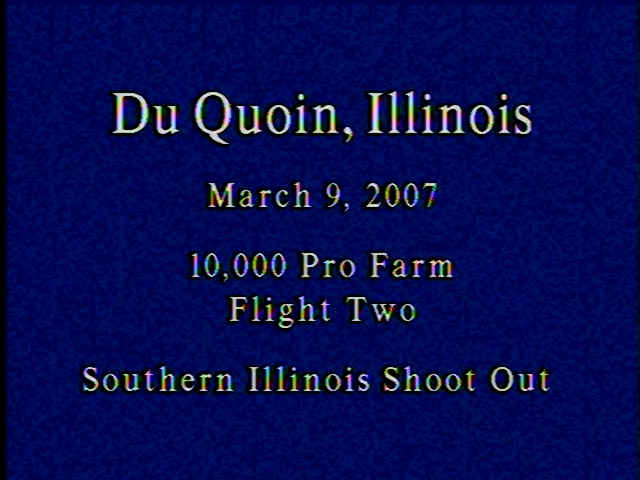 Du Quoin, Illinois
March 9, 2007
10,000 Pro Farm
Flight Two
Southern Illinois Shoot Out